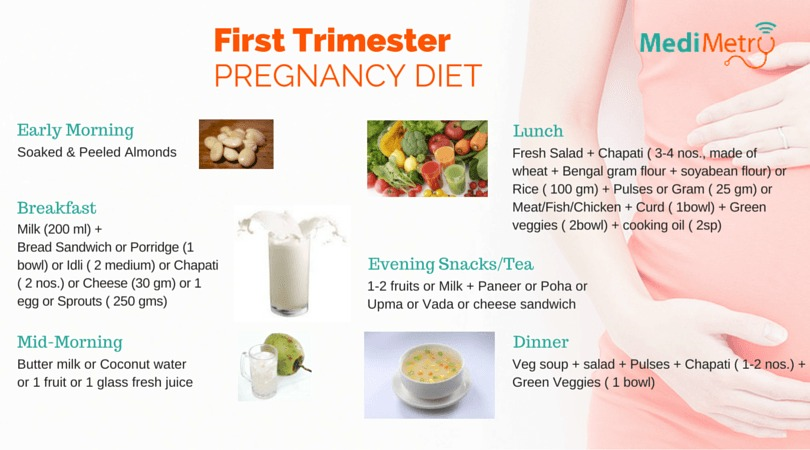 First Trimester
PREGNANCY DIET
MediMetry
Early Morning
Soaked & Peeled Almonds
Breakfast
Milk (200 ml) +
Bread Sandwich or Porridge (1
bowl) or Idli ( 2 medium) or Chapati
( 2 nos.) or Cheese (30 gm) or 1
egg or Sprouts ( 250 gms)
Mid-Morning
Butter milk or Coconut water
or 1 fruit or 1 glass fresh juice
Lunch
Fresh Salad + Chapati ( 3-4 nos., made of
wheat + Bengal gram flour + soyabean flour) or
Rice ( 100 gm) + Pulses or Gram ( 25 gm) or
Meat/Fish/Chicken + Curd ( 1bowl) + Green
veggies ( 2bowl) + cooking oil ( 2sp)
Evening Snacks/Tea
1-2 fruits or Milk + Paneer or Poha or
Upma or Vada or cheese sandwich
Dinner
Veg soup + salad + Pulses + Chapati ( 1-2 nos.) +
Green Veggies ( 1 bowl)